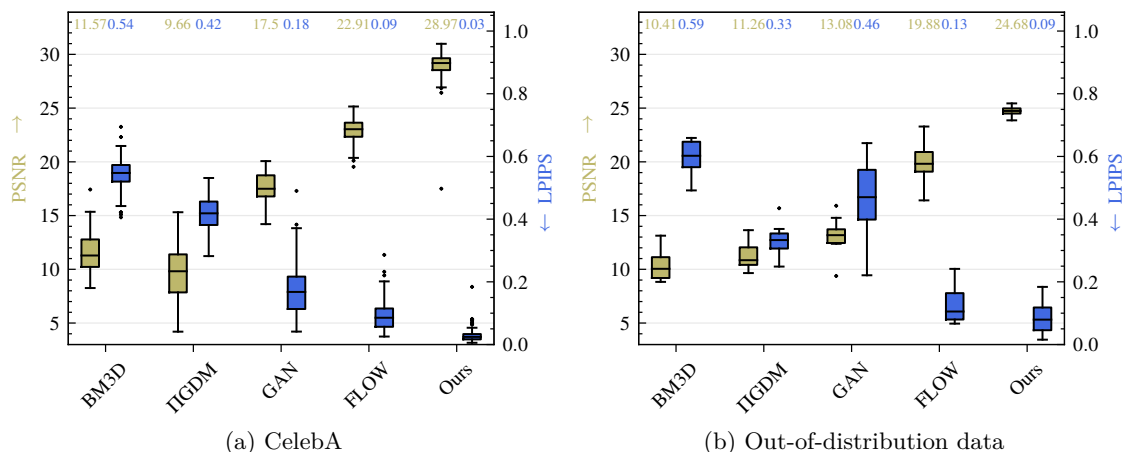 11.57 0.54 9.66 0.42 17.5 0.18 22.91 0.09 28.97 0.03
30
25
20
15
10
5
PSNR →
1.0
0.8
0.6
0.4
0.2
0.0
← LPIPS
BM3D ΠGDM GAN FLOW Ours
(a) CelebA
10.41 0.59 11.26 0.33 13.08 0.46 19.88 0.13 24.68 0.09
30
25
20
15
10
5
PSNR →
1.0
0.8
0.6
0.4
0.2
0.0
← LPIPS
BM3D ΠGDM GAN FLOW Ours
(b) Out-of-distribution data